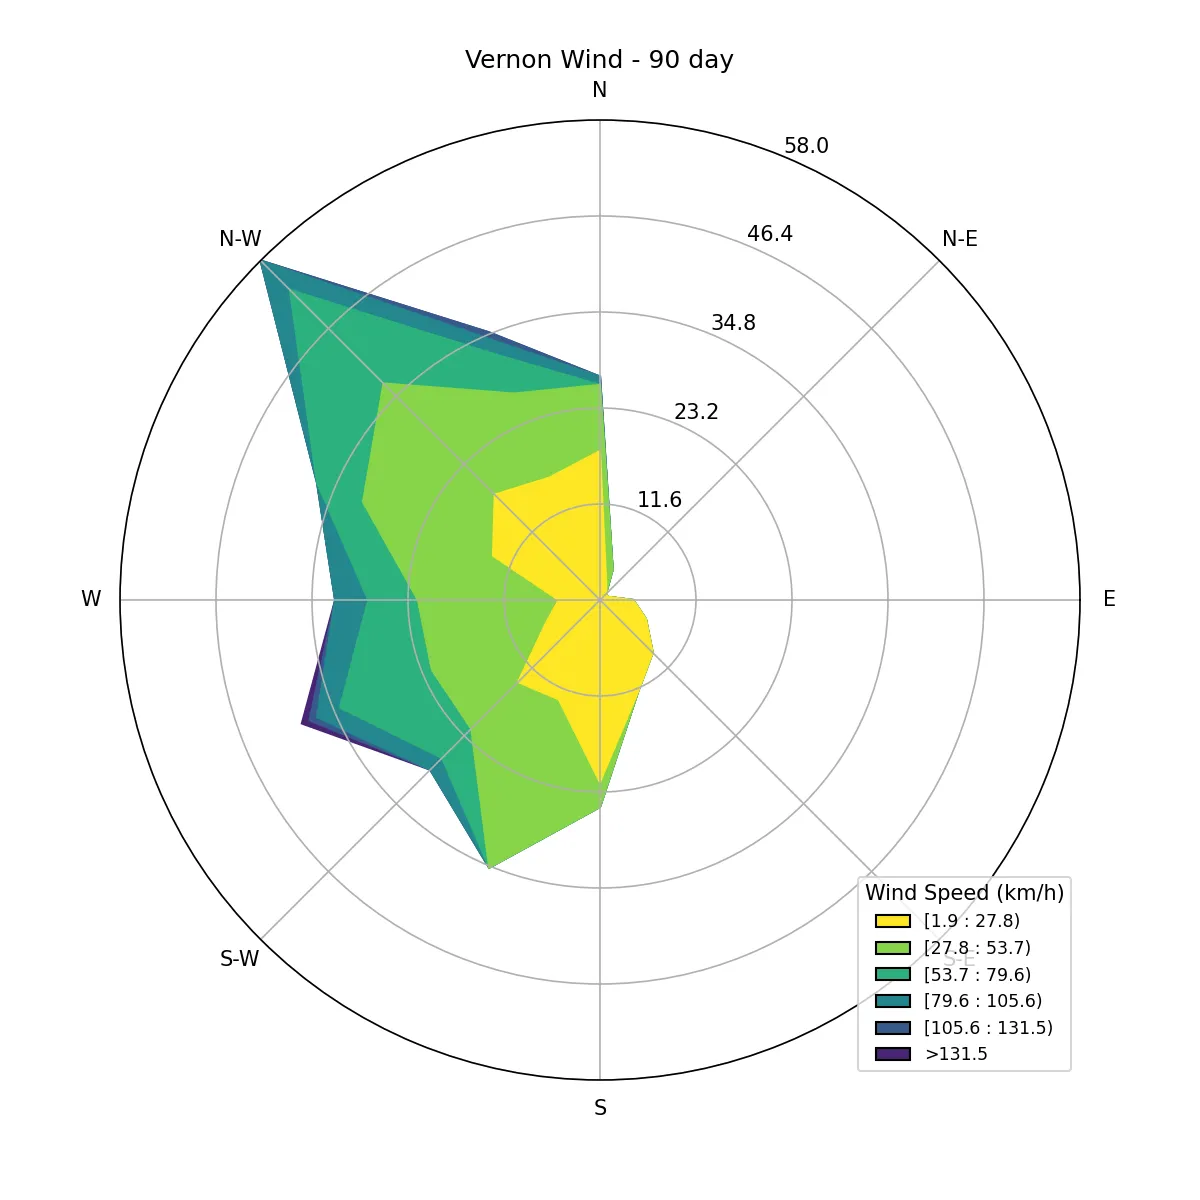 Vernon Wind - 90 day
N
58.0
N-W
46.4
N-E
34.8
23.2
11.6
W
E
Wind Speed (km/h)
[1.9 : 27.8)
[27.8 : 53.7)
S-W
S-E
[53.7 : 79.6)
[79.6 : 105.6)
[105.6 : 131.5)
>131.5
S